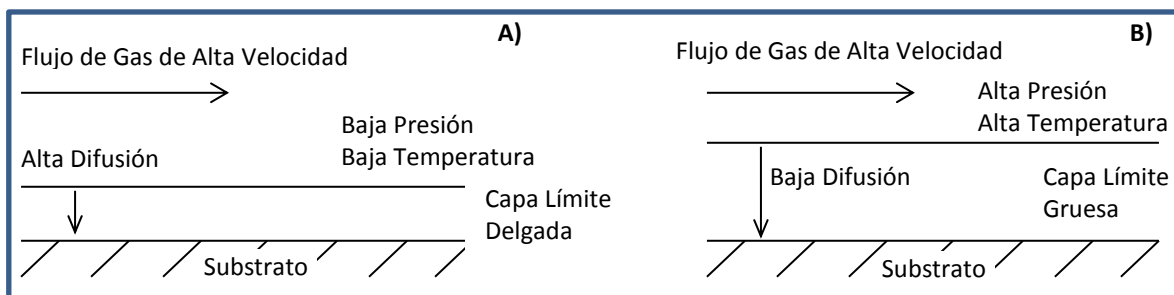 A)
Flujo de Gas de Alta Velocidad
Baja Presión
Baja Temperatura
Alta Difusión
Capa Límite
Delgada
Substrato
B)
Flujo de Gas de Alta Velocidad
Alta Presión
Alta Temperatura
Baja Difusión
Capa Límite
Gruesa
Substrato